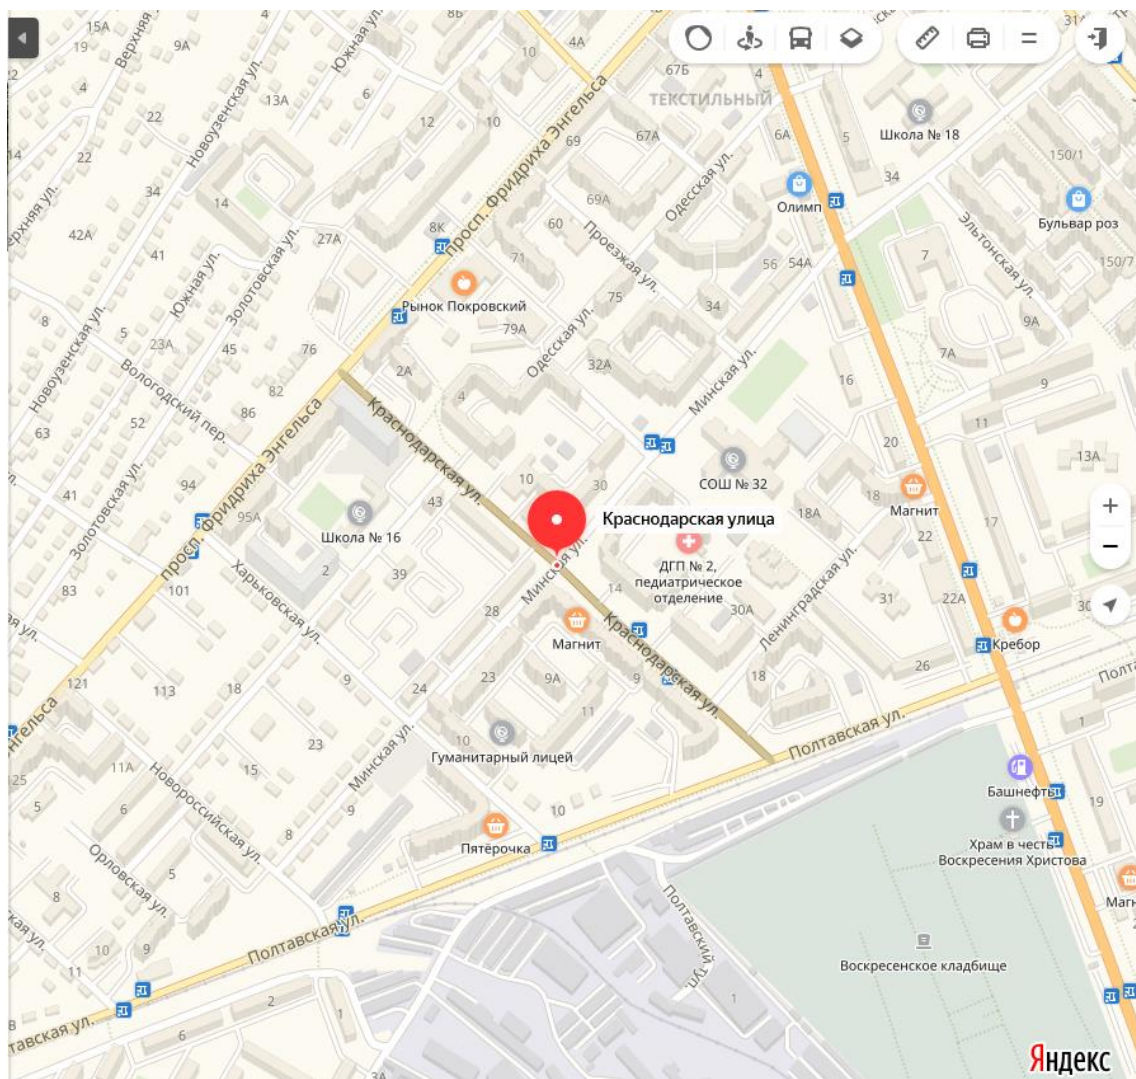 15А
19
9А
Верхняя ул.
Южная ул.
8Б
10
4А
67Б
4
ТЕКСТИЛЬНЫЙ
314
4
13А
6
22
12
10
69
67А
6А
5
Школа № 18
14
22
Новоузенская ул.
просп. Фридриха Энгельса
Одесская ул.
34
150/1
34
14
69А
Олимп
Бульвар роз
42А
27А
8К
60
Проезжая ул.
Эльтонская ул.
41
71
56
54А
7
150/7
Южная ул.
Золотовская ул.
Рынок Покровский
75
34
8
5
23А
45
76
79А
9А
Вологодский пер.
2А
Одесская ул.
32А
Минская ул.
7А
82
4
16
9
52
86
Краснодарская ул.
11
63
20
13А
41
94
просп. Фридриха Энгельса
43
10
30
СОШ № 32
18
Магнит
Золотовская ул.
95А
Школа № 16
Краснодарская улица
18А
17
22
Харьковская ул.
2
39
Минская ул.
ДГП № 2,
педиатрическое
отделение
83
101
14
30А
Ленинградская ул.
31
22А
30
28
Магнит
Краснодарская ул.
Кребор
121
113
18
9
24
23
9А
9
18
26
11
Полтавская ул.
1
23
Минская ул.
10
Гуманитарный лицей
11А
15
Новороссийская ул.
Башнефть
125
5
6
8
9
10
19
Пятёрочка
Храм в честь
Воскресения Христова
Орловская ул.
5
8
Полтавский туп.
10
9
Полтавская ул.
11
Воскресенское кладбище
2
1
1
6
3А
Яндекс